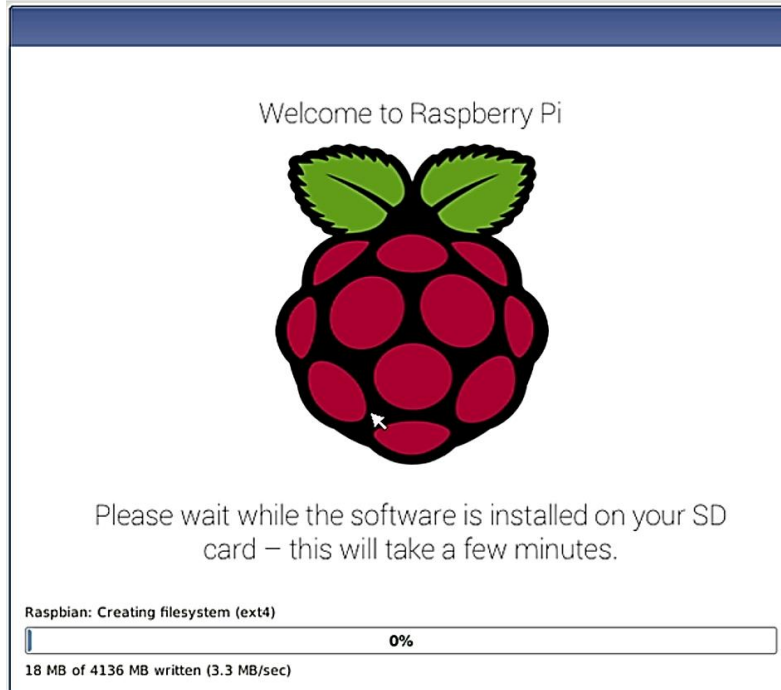 Welcome to Raspberry Pi
Please wait while the software is installed on your SD
card – this will take a few minutes.
Raspbian: Creating filesystem (ext4)
0%
18 MB of 4136 MB written (3.3 MB/sec)